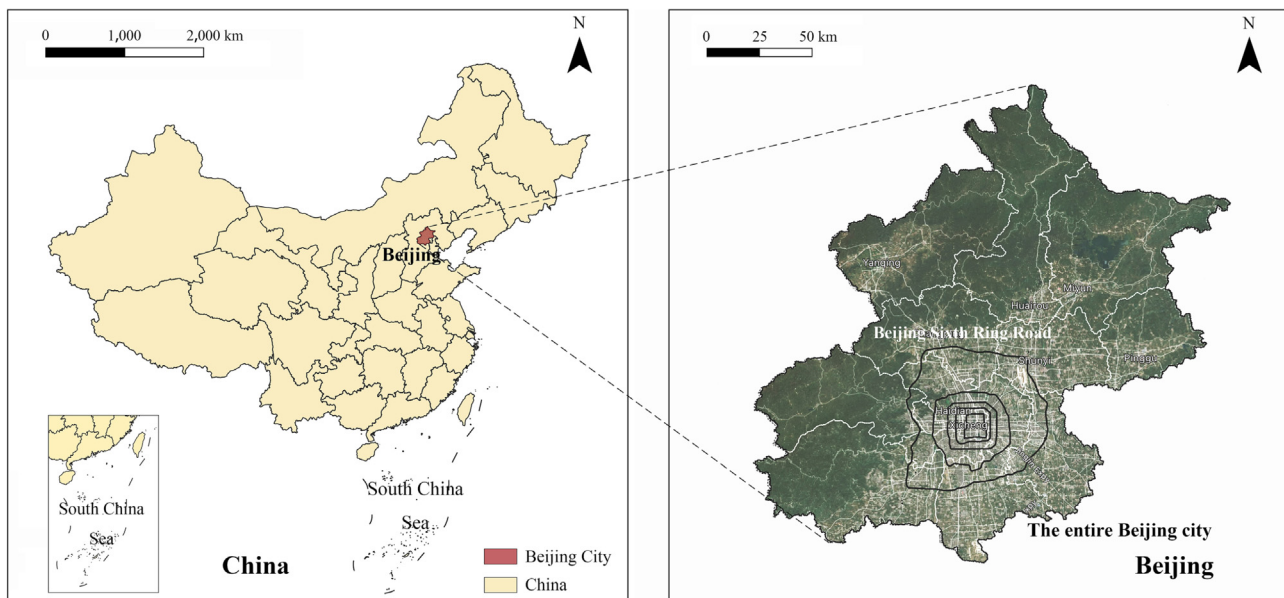 0 1,000 2,000 km
N
Beijing
South China
Sea
South China
Sea
China
Beijing City
China
0 25 50 km
N
Yanqing
Miyun
Huairou
Beijing Sixth Ring Road
Shunyi
Pinggu
Haidian
Xicheng
The entire Beijing city
Beijing